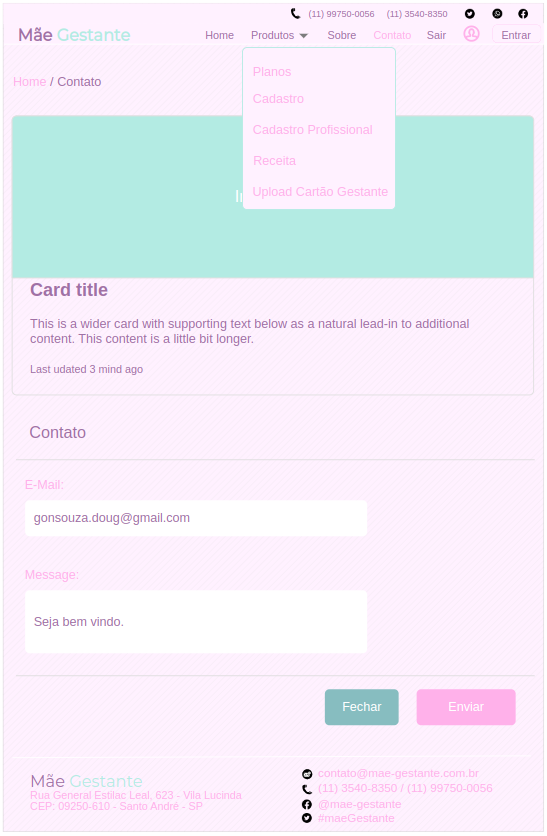 (11) 99750-0056 (11) 3540-8350
Mãe Gestante
Home Produtos Sobre Contato Sair Entrar
Home / Contato
Planos
Cadastro
Cadastro Profissional
Receita
Upload Cartão Gestante
Card title
This is a wider card with supporting text below as a natural lead-in to additional
content. This content is a little bit longer.
Last udated 3 mind ago
Contato
E-Mail:
gonsouza.doug@gmail.com
Message:
Seja bem vindo.
Fechar Enviar
Mãe Gestante
Rua General Estilac Leal, 623 - Vila Lucinda
CEP: 09250-610 - Santo André - SP
contato@mae-gestante.com.br
(11) 3540-8350 / (11) 99750-0056
@mae-gestante
#maeGestante